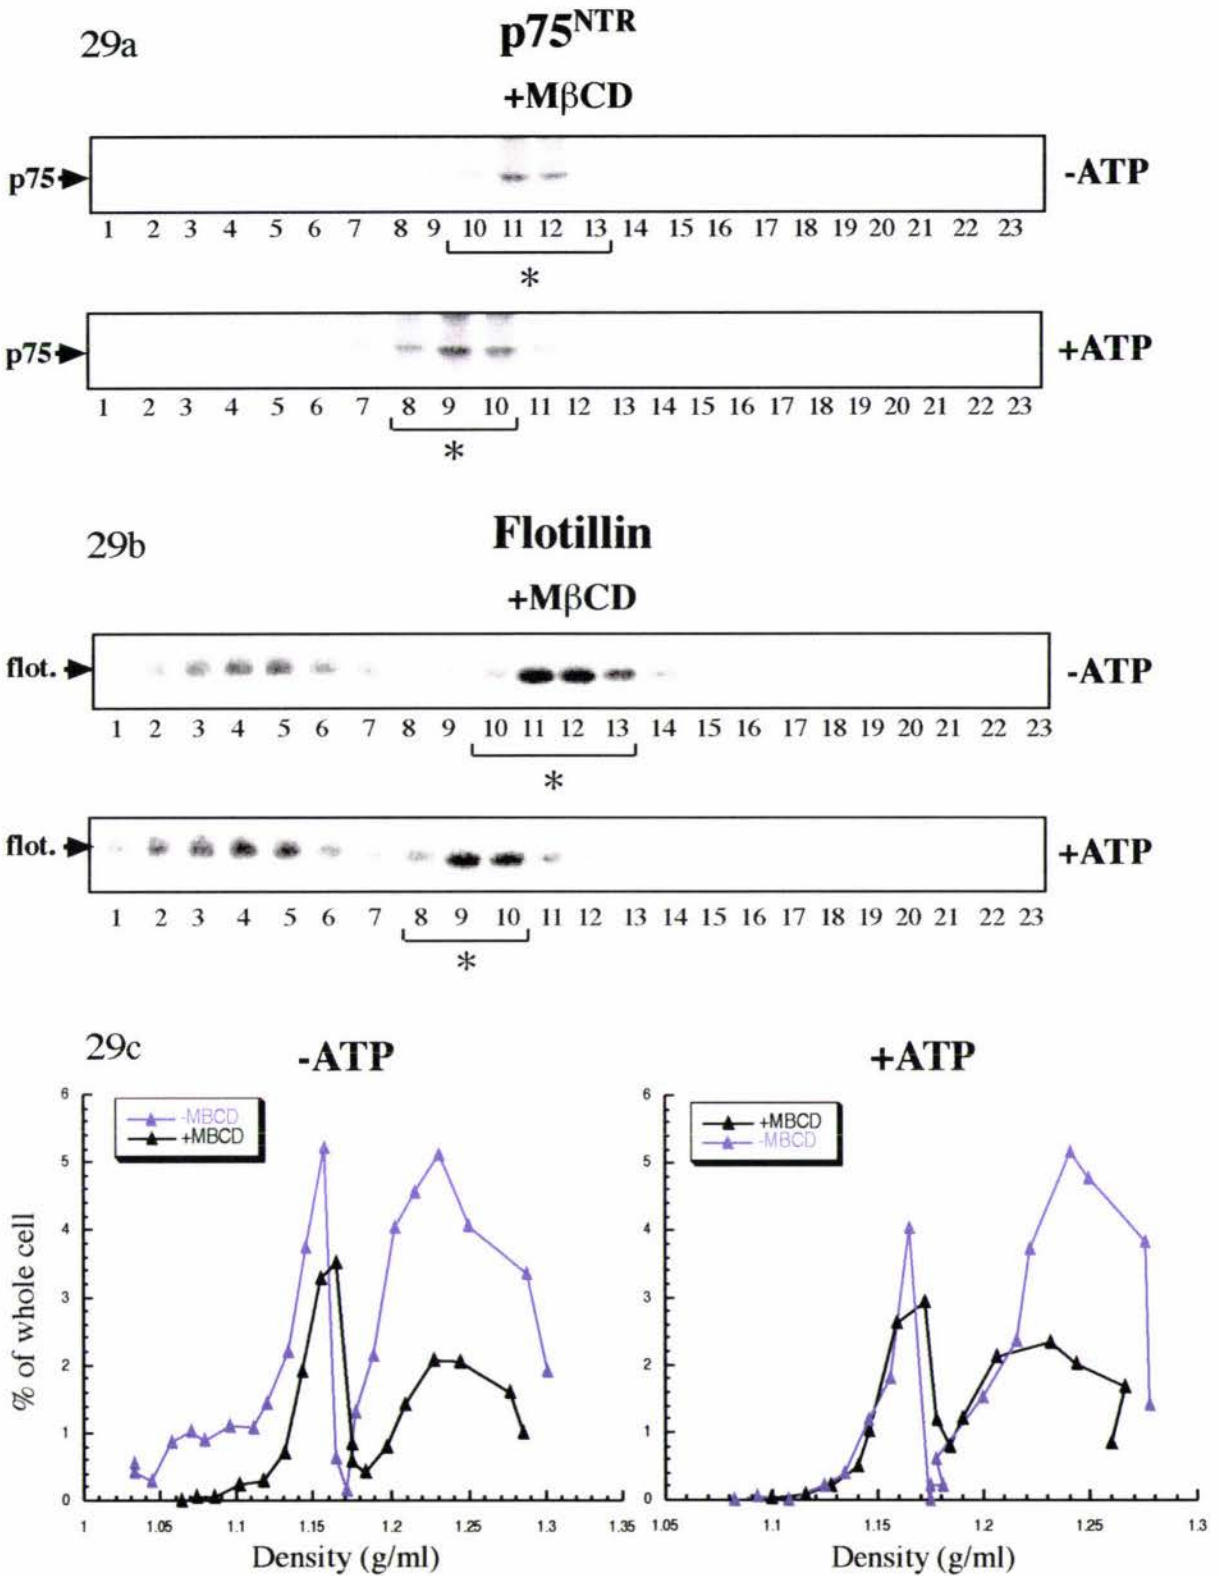 29a
p75NTR
+MβCD
p75
-ATP
1 2 3 4 5 6 7 8 9 10 11 12 13 14 15 16 17 18 19 20 21 22 23
*
p75
+ATP
1 2 3 4 5 6 7 8 9 10 11 12 13 14 15 16 17 18 19 20 21 22 23
*
29b
Flotillin
+MβCD
flot.
-ATP
1 2 3 4 5 6 7 8 9 10 11 12 13 14 15 16 17 18 19 20 21 22 23
*
flot.
+ATP
1 2 3 4 5 6 7 8 9 10 11 12 13 14 15 16 17 18 19 20 21 22 23
*
29c
-ATP
-MBCD
+MBCD
% of whole cell
6
5
4
3
2
1
0
1 1.05 1.1 1.15 1.2 1.25 1.3 1.35
Density (g/ml)
+ATP
+MBCD
-MBCD
6
5
4
3
2
1
0
1.05 1.1 1.15 1.2 1.25 1.3
Density (g/ml)